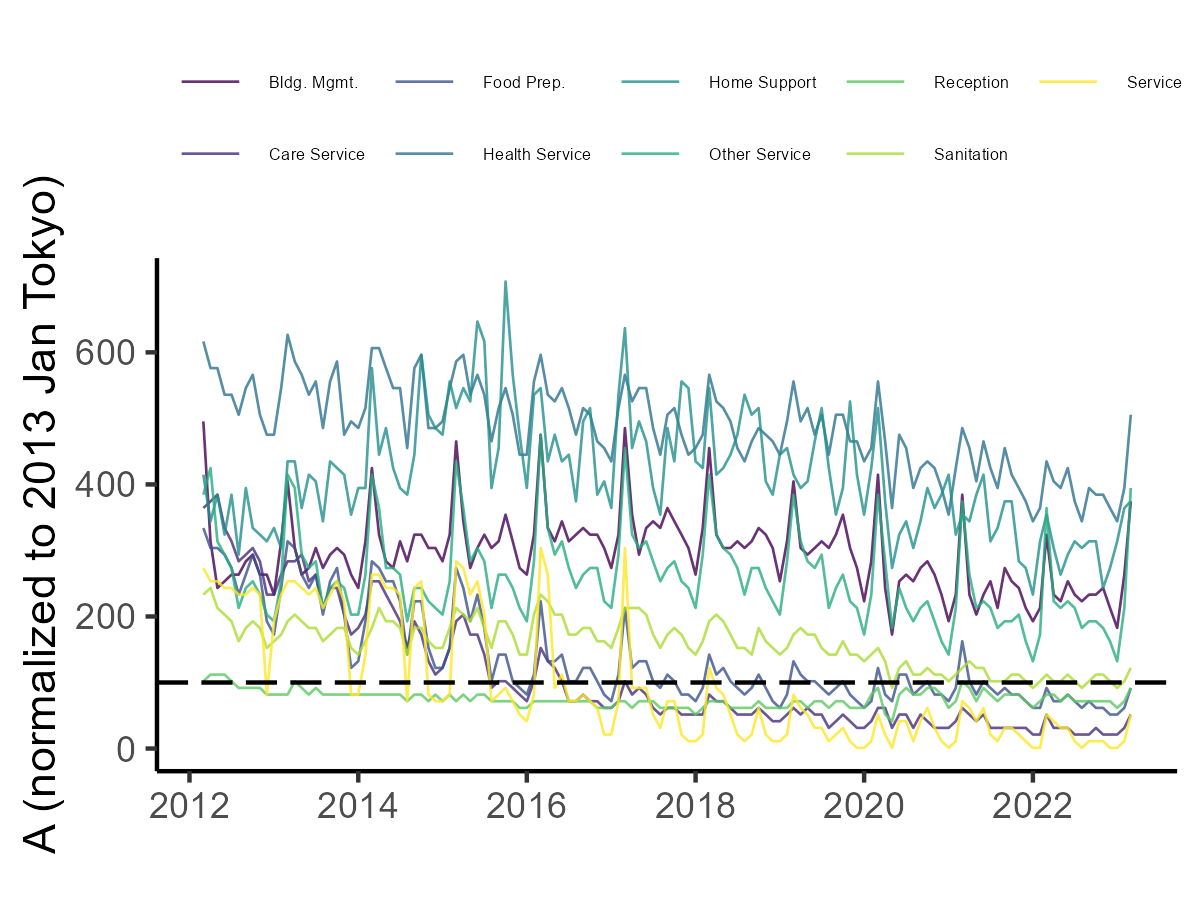 Bldg. Mgmt. Food Prep. Home Support Reception Service
Care Service Health Service Other Service Sanitation
A (normalized to 2013 Jan Tokyo)
600
400
200
0
2012 2014 2016 2018 2020 2022